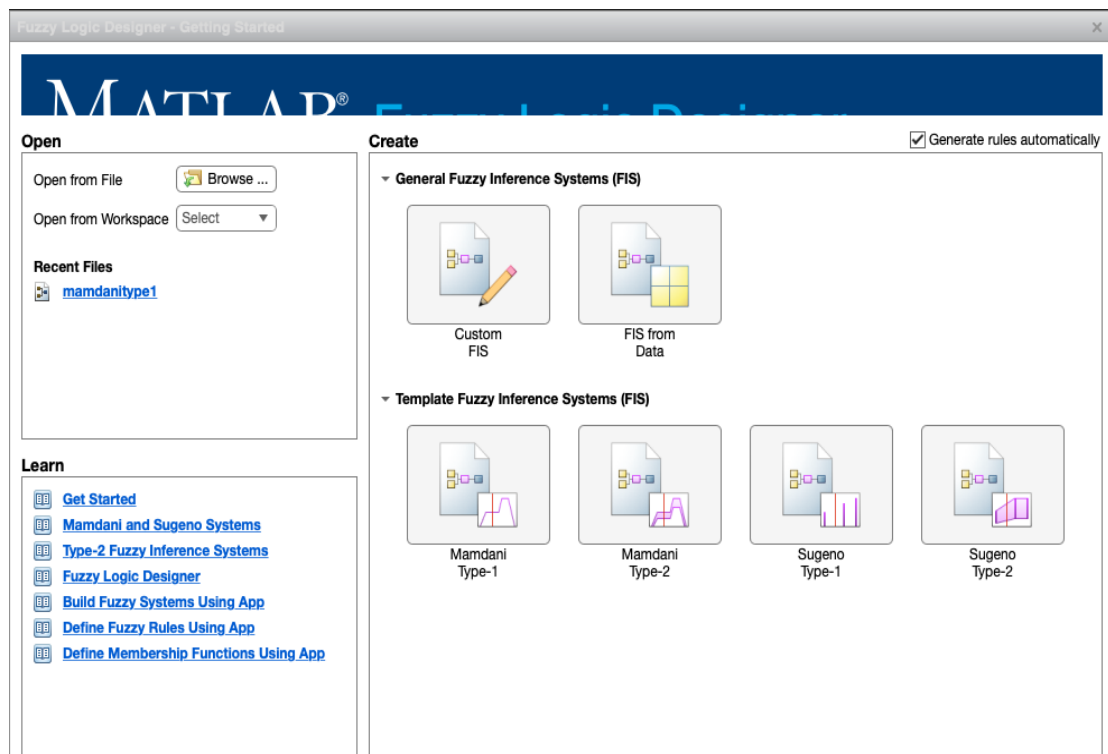 Fuzzy Logic Designer - Getting Started
MATLAB® Fuzzy Logic Designer
Open
Open from File
Browse ...
Open from Workspace
Select
Recent Files
mamdanitype1
Learn
Get Started
Mamdani and Sugeno Systems
Type-2 Fuzzy Inference Systems
Fuzzy Logic Designer
Build Fuzzy Systems Using App
Define Fuzzy Rules Using App
Define Membership Functions Using App
Create
Generate rules automatically
General Fuzzy Inference Systems (FIS)
Custom
FIS
FIS from
Data
Template Fuzzy Inference Systems (FIS)
Mamdani
Type-1
Mamdani
Type-2
Sugeno
Type-1
Sugeno
Type-2